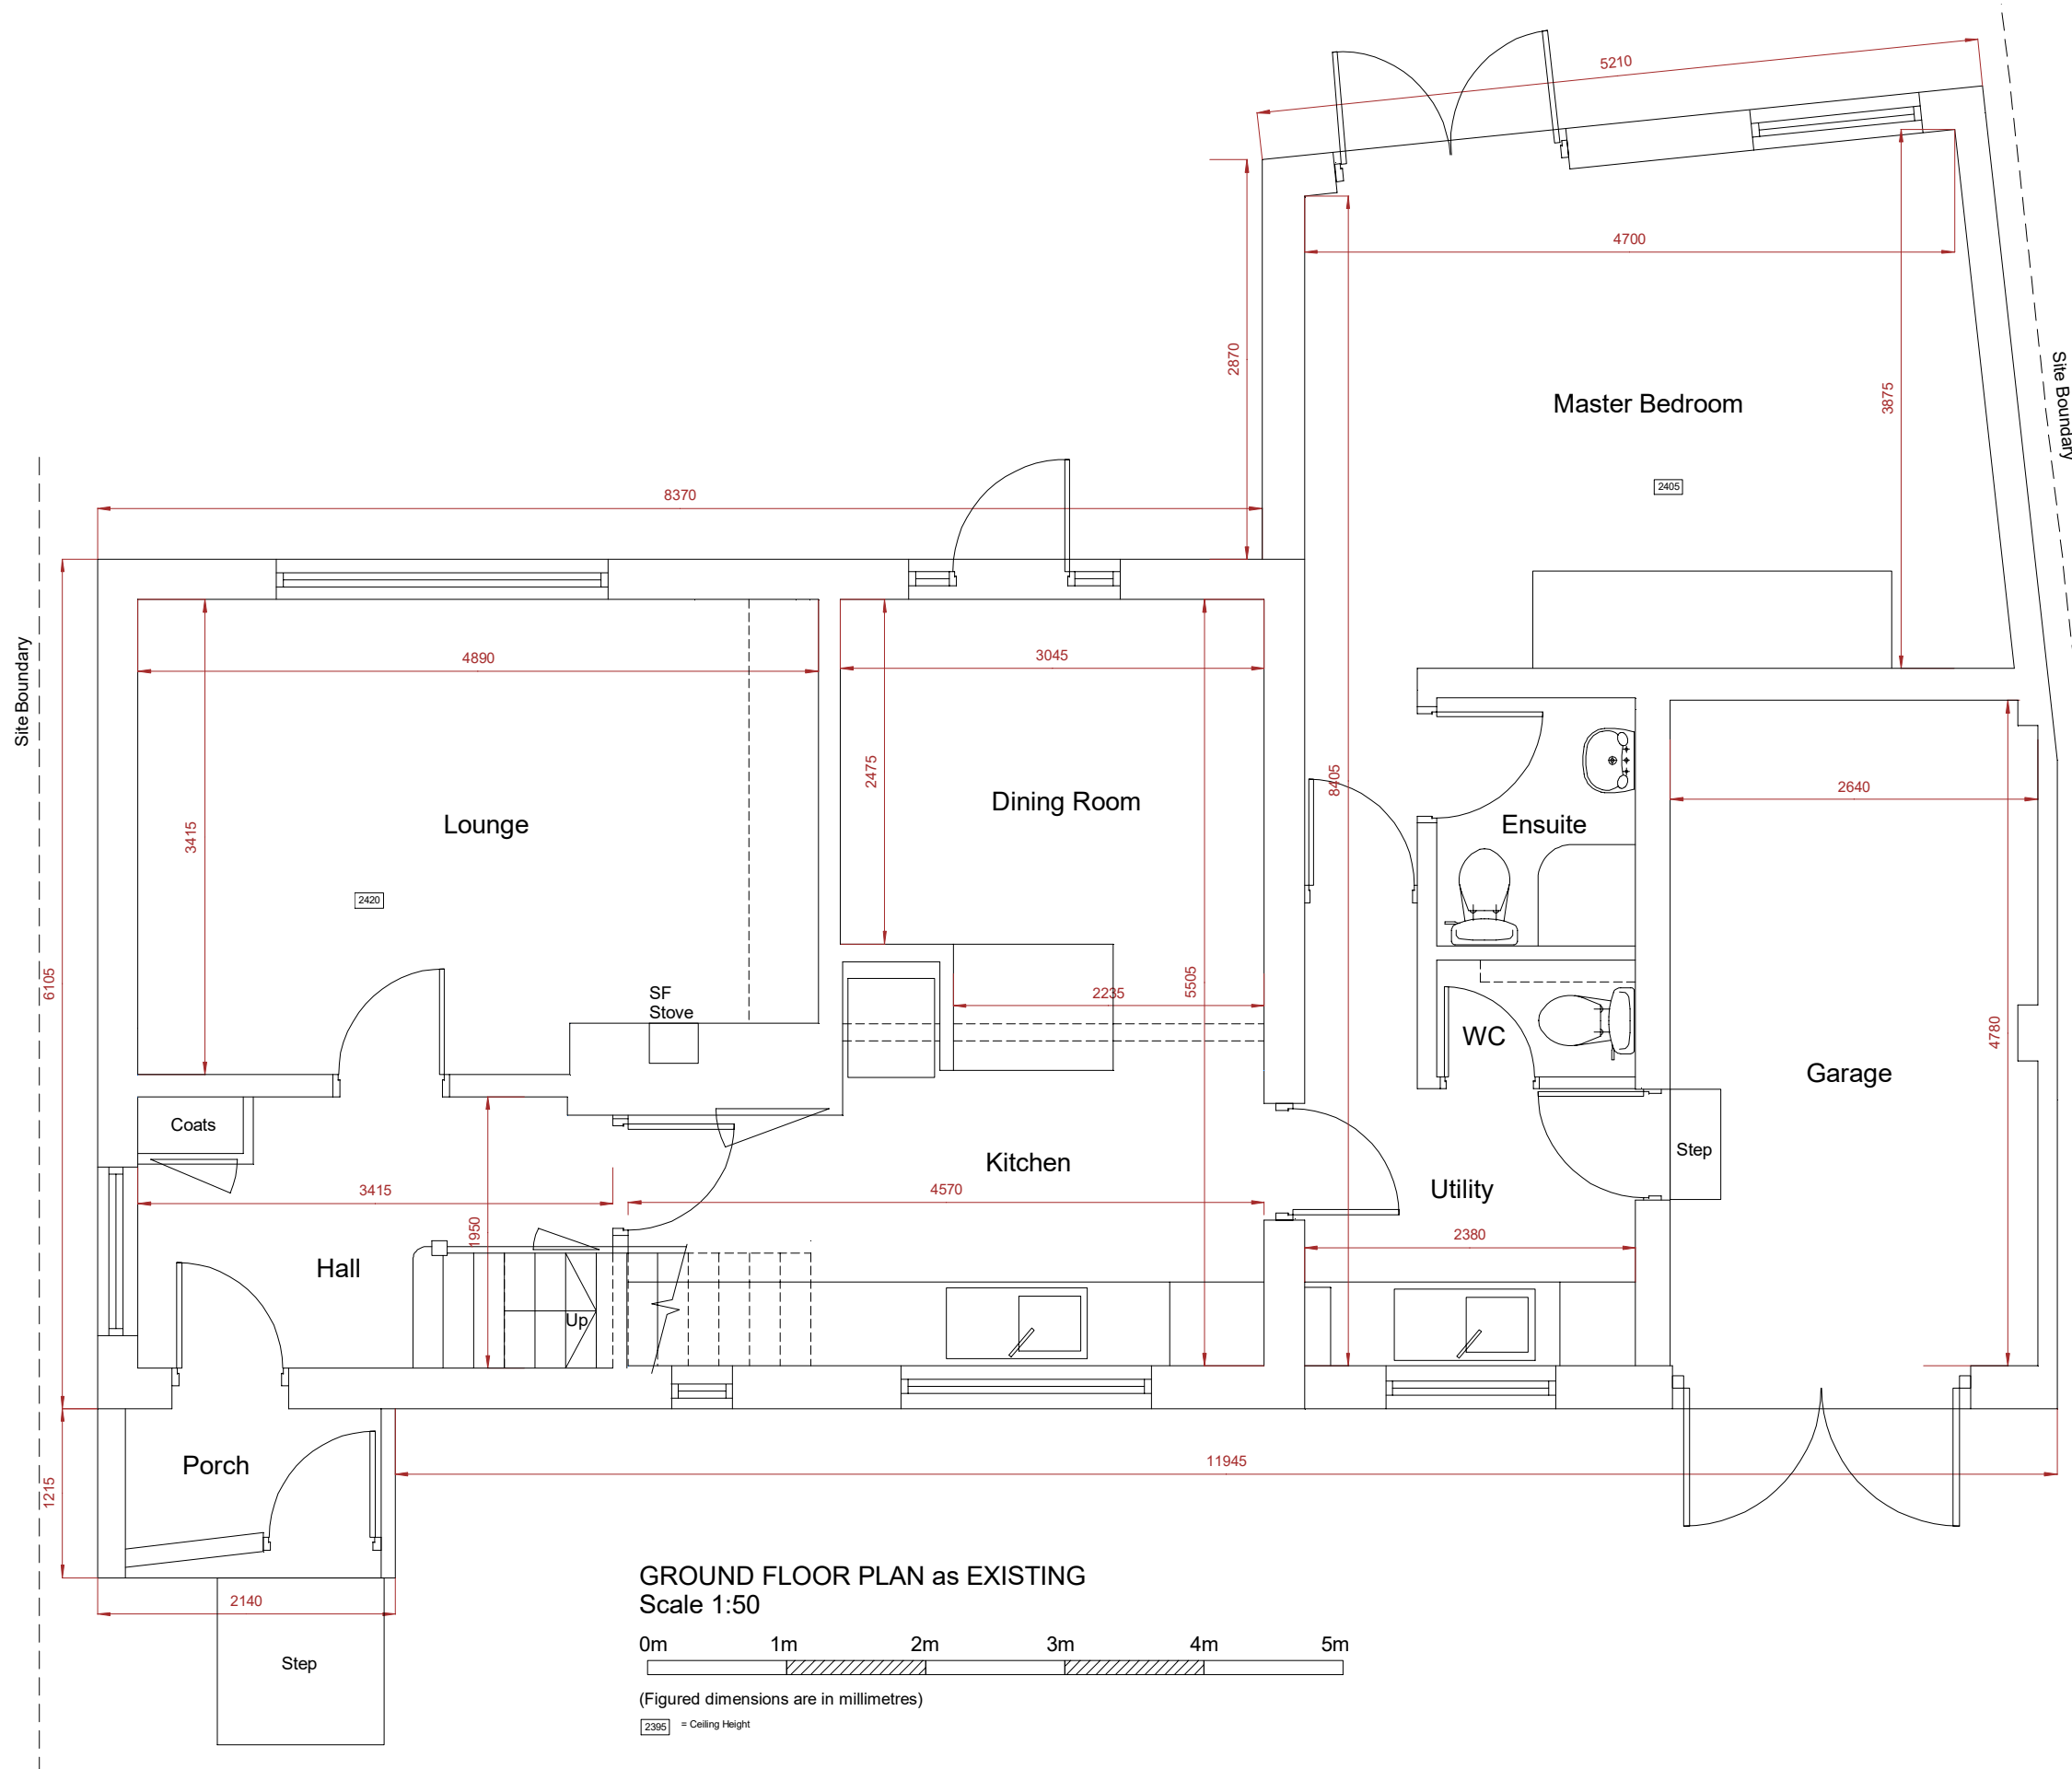 5210
4700
2870
3875
Master Bedroom
Site Boundary
2405
8370
Site Boundary
4890
3045
2475
3415
Lounge
Dining Room
8405
2640
Ensuite
2420
6105
5505
SF
Stove
2235
WC
4780
Garage
Coats
Kitchen
Step
3415
4570
Utility
1950
2380
Hall
Up
Porch
11945
1215
2140
Step
GROUND FLOOR PLAN as EXISTING
Scale 1:50
0m 1m 2m 3m 4m 5m
(Figured dimensions are in millimetres)
2395 = Ceiling Height